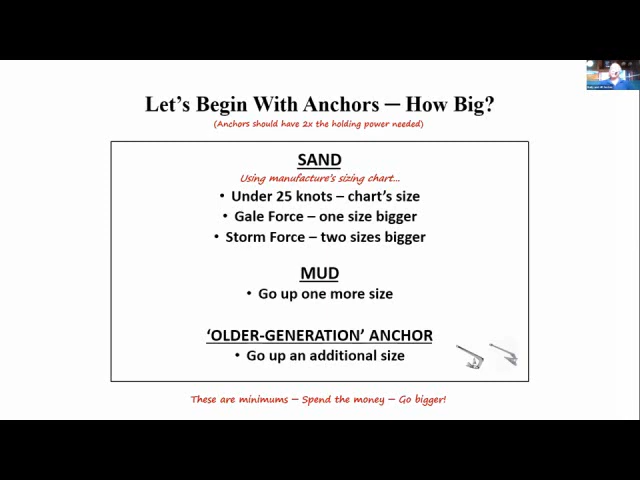 Let's Begin With Anchors — How Big?
(Anchors should have 2x the holding power needed)
SAND
Using manufacture's sizing chart...
• Under 25 knots – chart's size
• Gale Force – one size bigger
• Storm Force – two sizes bigger
MUD
• Go up one more size
'OLDER-GENERATION' ANCHOR
• Go up an additional size
These are minimums – Spend the money – Go bigger!